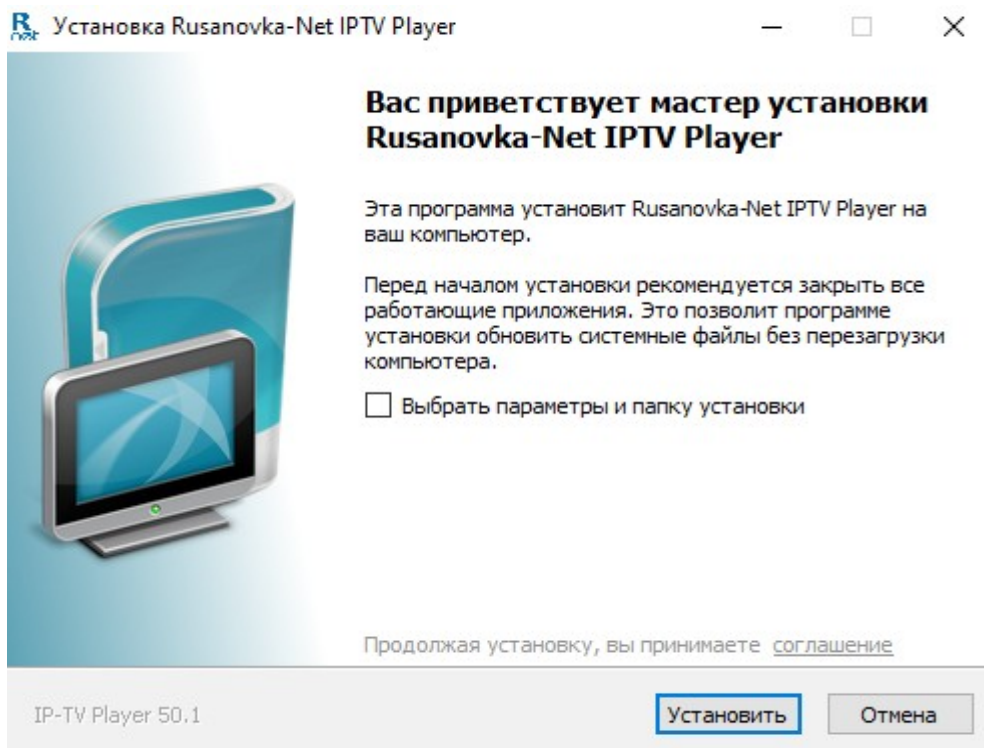 R
net
Установка Rusanovka-Net IPTV Player
Вас приветствует мастер установки
Rusanovka-Net IPTV Player
Эта программа установит Rusanovka-Net IPTV Player на
ваш компьютер.
Перед началом установки рекомендуется закрыть все
работающие приложения. Это позволит программе
установки обновить системные файлы без перезагрузки
компьютера.
Выбрать параметры и папку установки
Продолжая установку, вы принимаете соглашение
IP-TV Player 50.1
Установить
Отмена